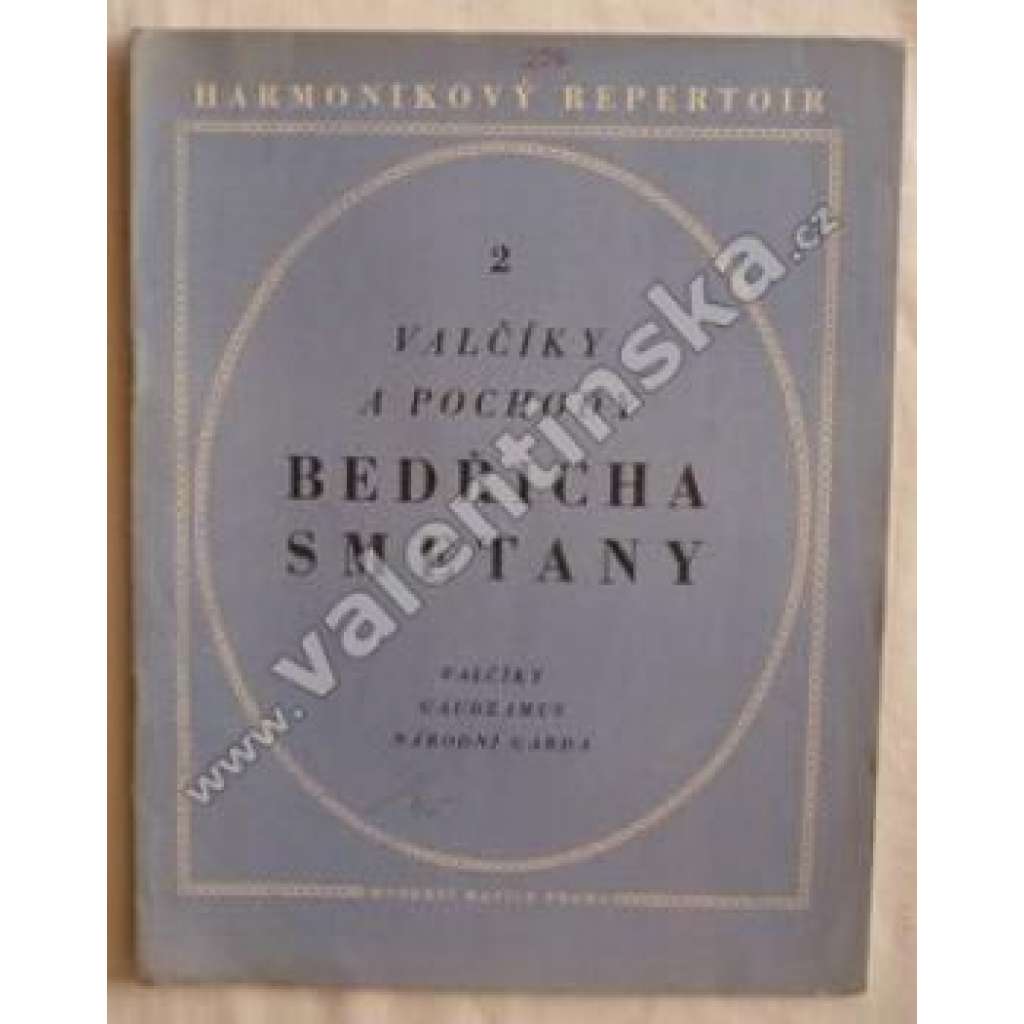 HARMONIKOVÝ REPERTOIR
2
VALČÍKY
A POCHODY
BEDŘICHA
SMETANY
VALČÍKY
GAUDEAMUS
NÁRODNÍ GARDA
www.valentinska.cz